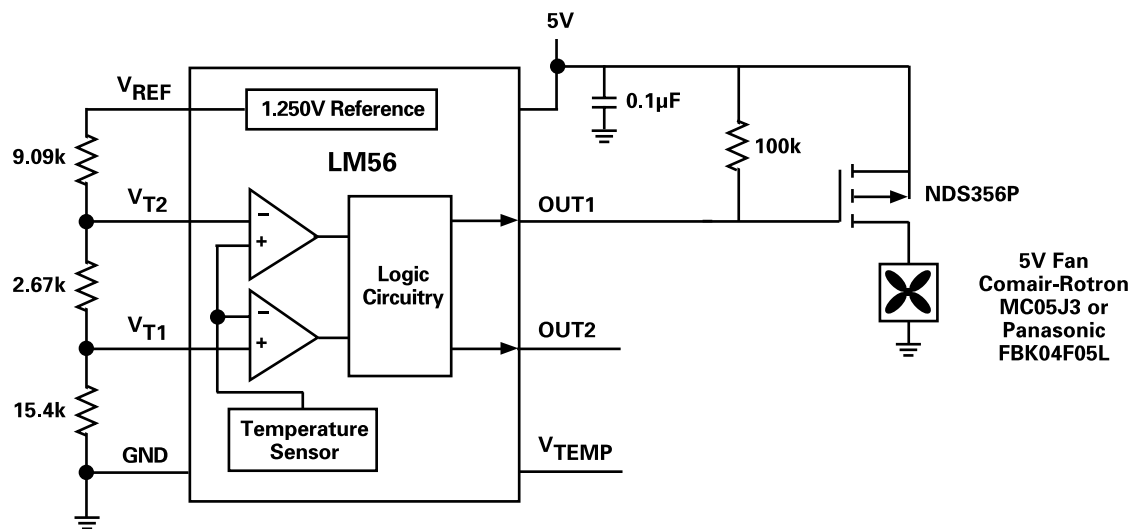 5V
V_REF
1.250V Reference
0.1µF
9.09k
LM56
100k
V_T2
OUT1
NDS356P
−
+
Logic
Circuitry
2.67k
5V Fan
Comair-Rotron
MC05J3 or
Panasonic
FBK04F05L
V_T1
−
+
OUT2
15.4k
Temperature
Sensor
GND
V_TEMP